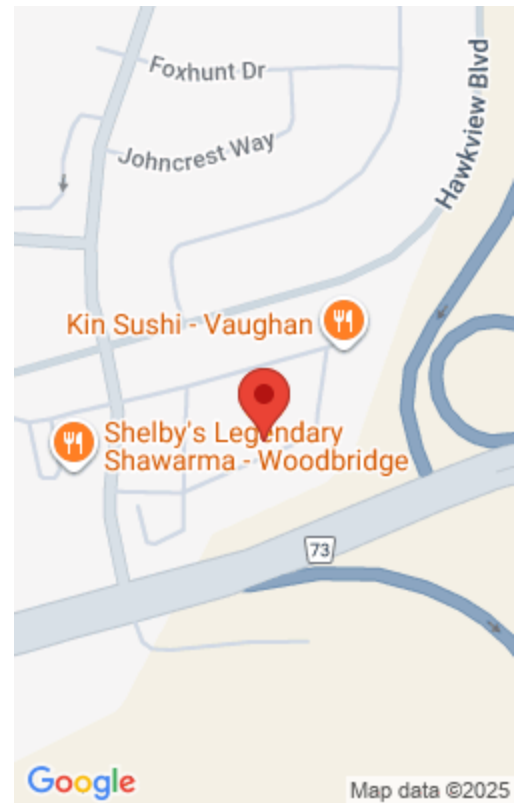 Foxhunt Dr
Johncrest Way
Hawkview Blvd
Kin Sushi - Vaughan
Shelby's Legendary
Shawarma - Woodbridge
73
Google
Map data ©2025